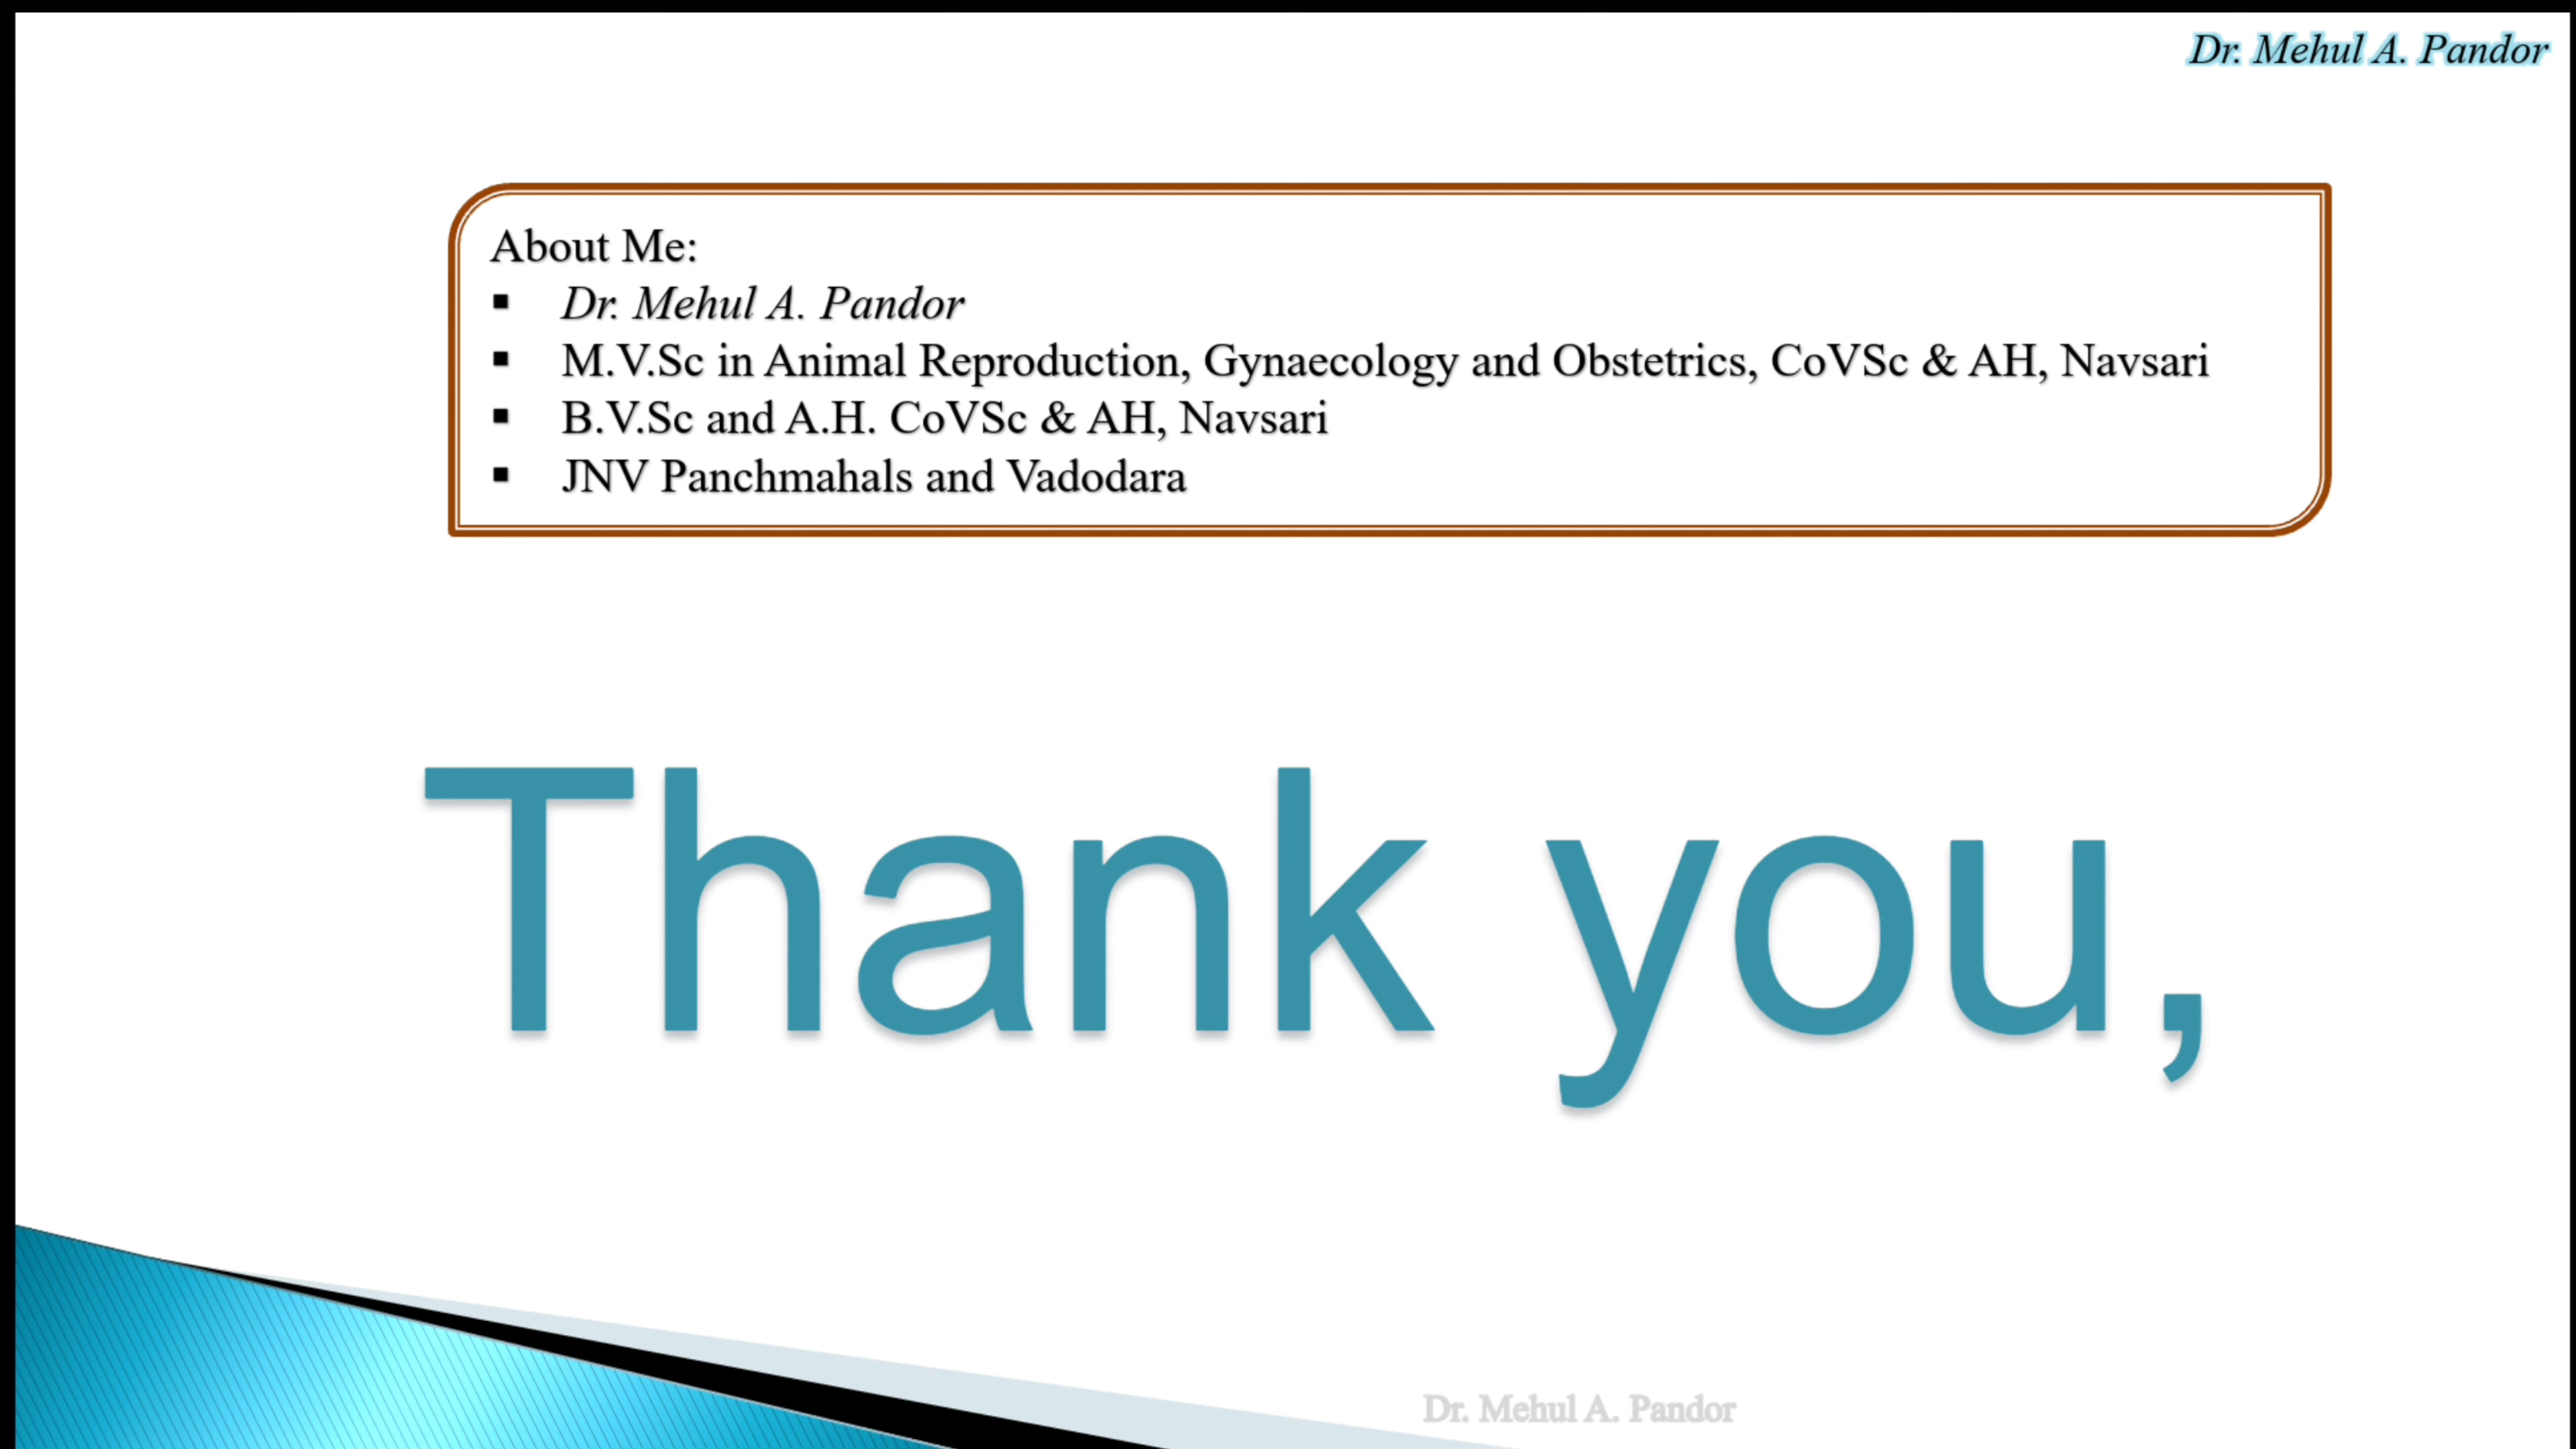 Dr. Mehul A. Pandor
About Me:
▪ Dr. Mehul A. Pandor
▪ M.V.Sc in Animal Reproduction, Gynaecology and Obstetrics, CoVSc & AH, Navsari
▪ B.V.Sc and A.H. CoVSc & AH, Navsari
▪ JNV Panchmahals and Vadodara
Thank you,
Dr. Mehul A. Pandor